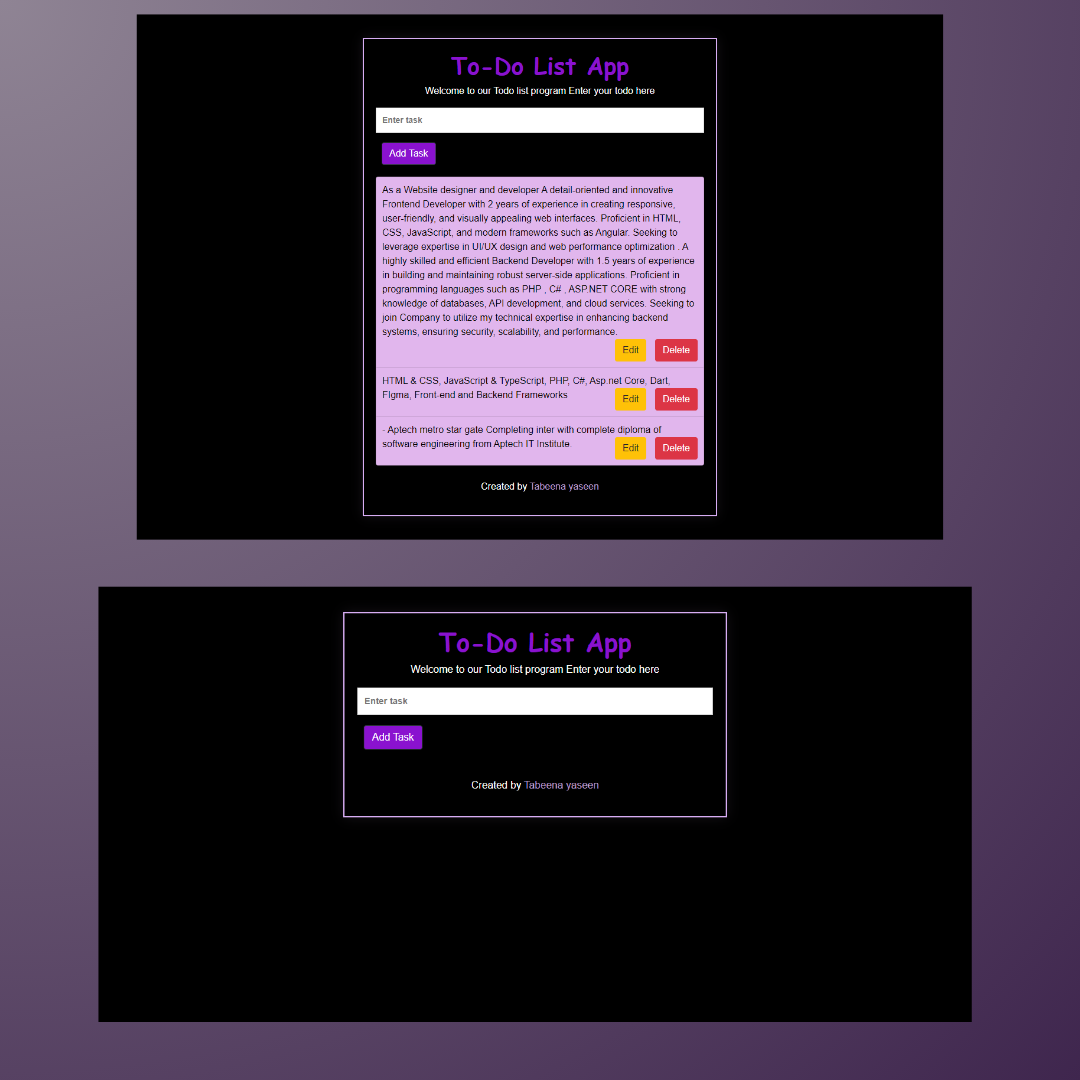 To-Do List App
Welcome to our Todo list program Enter your todo here
Enter task
Add Task
As a Website designer and developer A detail-oriented and innovative
Frontend Developer with 2 years of experience in creating responsive,
user-friendly, and visually appealing web interfaces. Proficient in HTML,
CSS, JavaScript, and modern frameworks such as Angular. Seeking to
leverage expertise in UI/UX design and web performance optimization . A
highly skilled and efficient Backend Developer with 1.5 years of experience
in building and maintaining robust server-side applications. Proficient in
programming languages such as PHP , C# , ASP.NET CORE with strong
knowledge of databases, API development, and cloud services. Seeking to
join Company to utilize my technical expertise in enhancing backend
systems, ensuring security, scalability, and performance.
Edit Delete
HTML & CSS, JavaScript & TypeScript, PHP, C#, Asp.net Core, Dart,
FIgma, Front-end and Backend Frameworks
Edit Delete
- Aptech metro star gate Completing inter with complete diploma of
software engineering from Aptech IT Institute.
Edit Delete
Created by Tabeena yaseen
To-Do List App
Welcome to our Todo list program Enter your todo here
Enter task
Add Task
Created by Tabeena yaseen